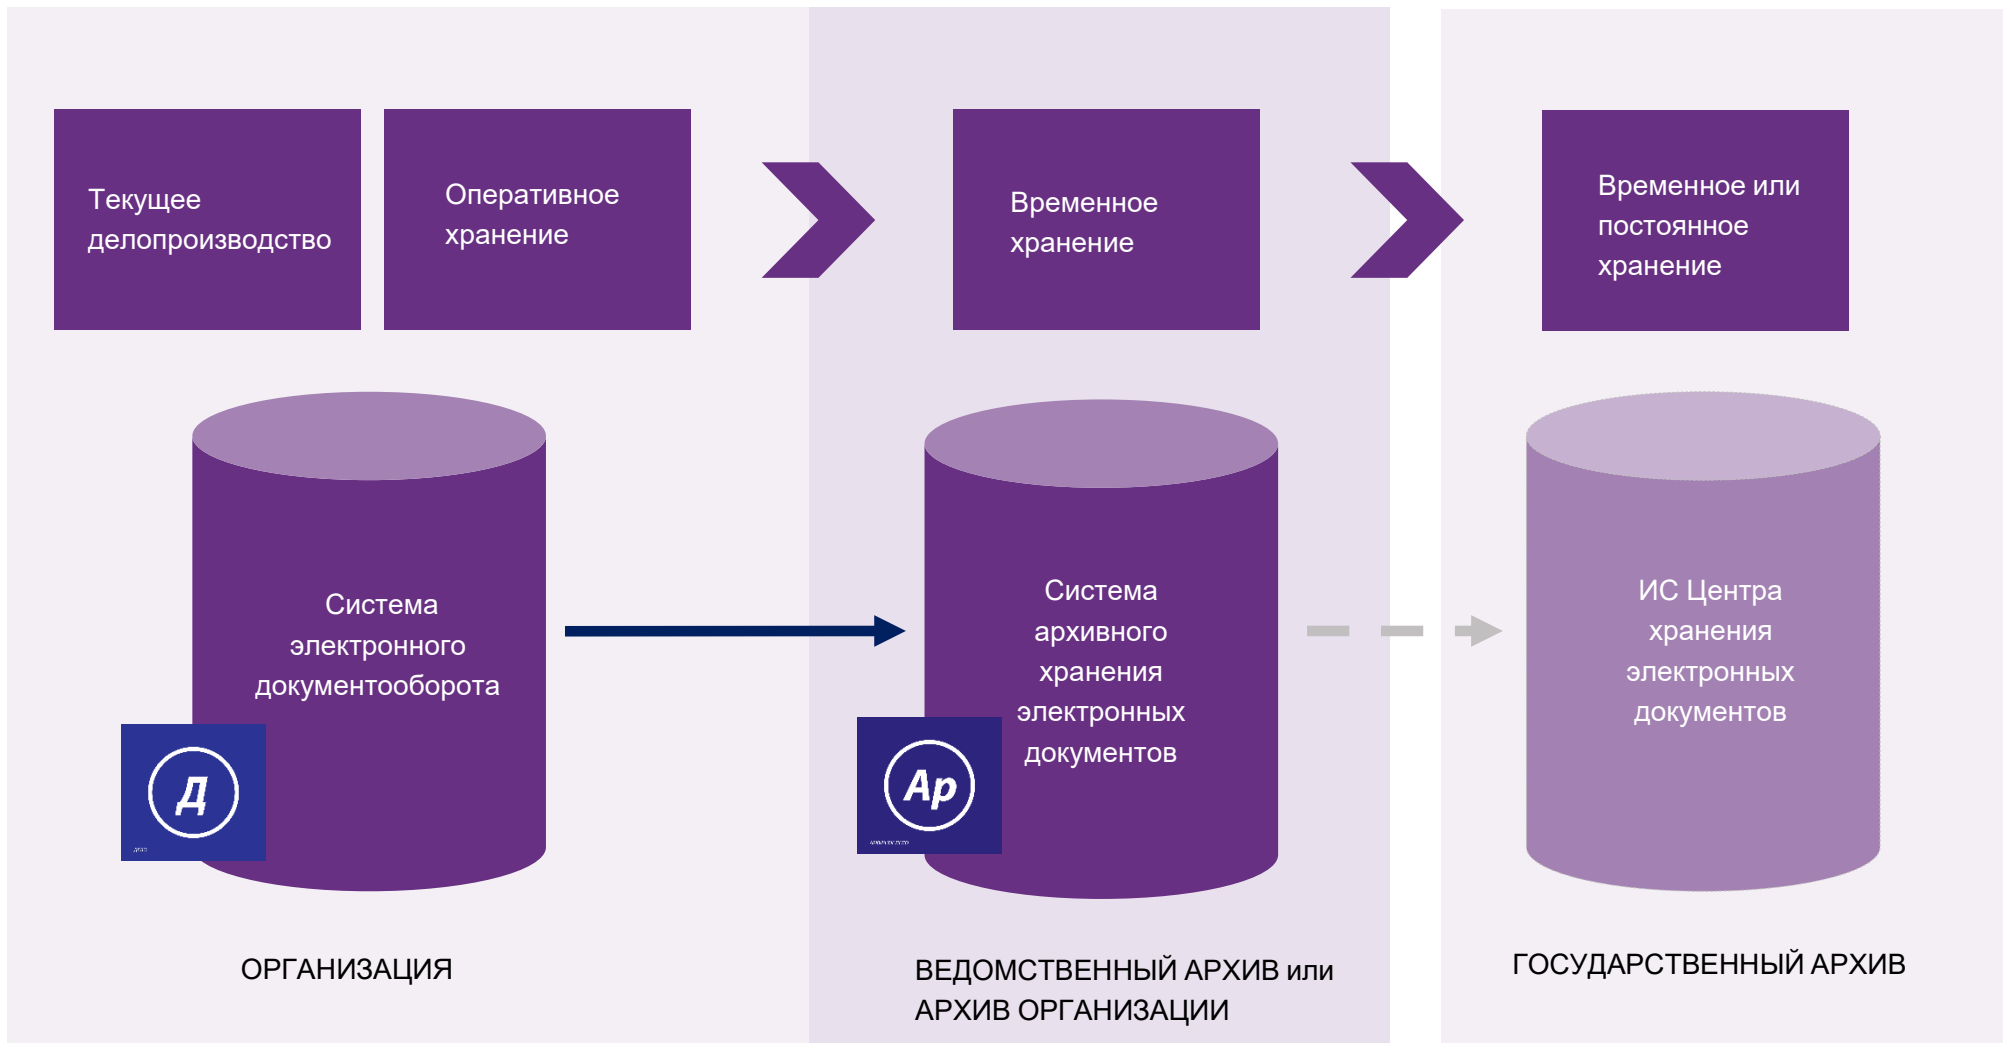 Текущее
делопроизводство
Оперативное
хранение
Временное
хранение
Временное или
постоянное
хранение
Система
электронного
документооборота
Д
Система
архивного
хранения
электронных
документов
Ар
ИС Центра
хранения
электронных
документов
ОРГАНИЗАЦИЯ
ВЕДОМСТВЕННЫЙ АРХИВ или
АРХИВ ОРГАНИЗАЦИИ
ГОСУДАРСТВЕННЫЙ АРХИВ